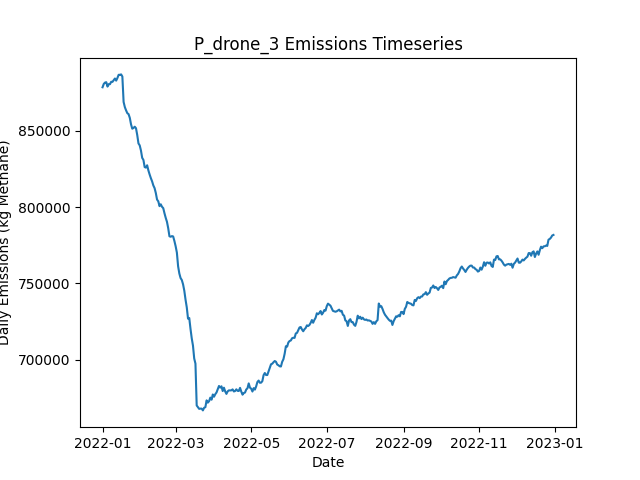 P_drone_3 Emissions Timeseries
Daily Emissions (kg Methane)
850000
800000
750000
700000
2022-01 2022-03 2022-05 2022-07 2022-09 2022-11 2023-01
Date